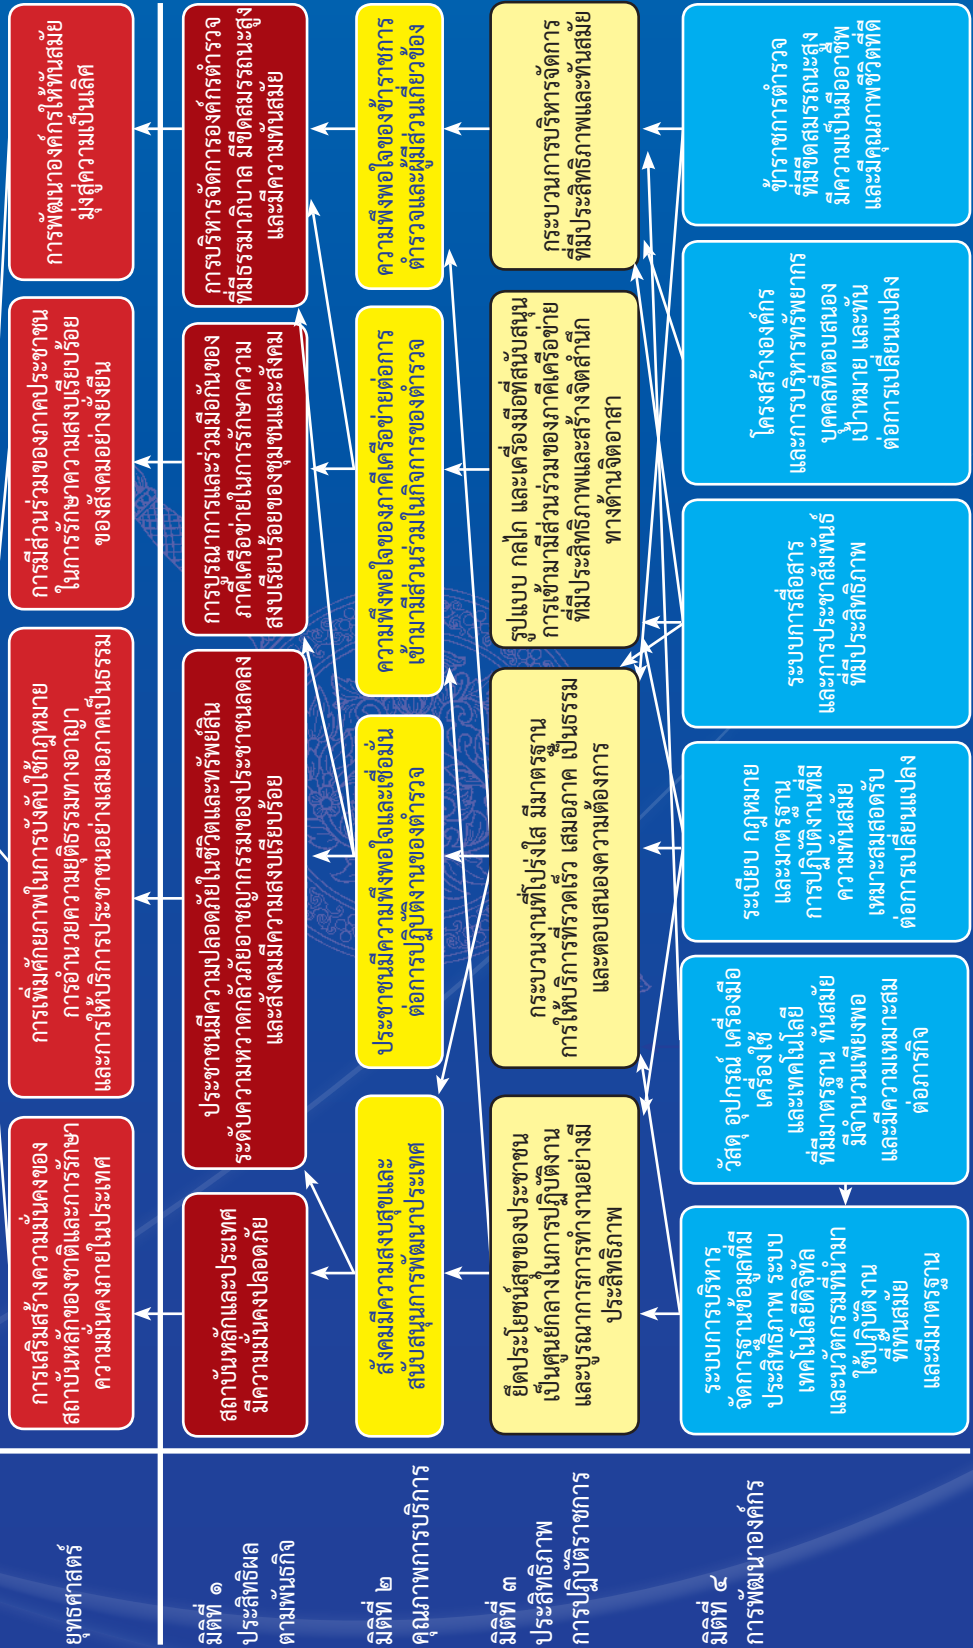 ยุทธศาสตร์
การเสริมสร้างความมั่นคงของ
สถาบันหลักของชาติและการรักษา
ความมั่นคงภายในประเทศ
การเพิ่มศักยภาพในการบังคับใช้กฎหมาย
การอำนวยความยุติธรรมทางอาญา
และการให้บริการประชาชนอย่างเสมอภาคเป็นธรรม
การมีส่วนร่วมของภาคประชาชน
ในการรักษาความสงบเรียบร้อย
ของสังคมอย่างยั่งยืน
การพัฒนาองค์กรให้ทันสมัย
มุ่งสู่ความเป็นเลิศ
มิติที่ ๑
ประสิทธิผล
ตามพันธกิจ
สถาบันหลักและประเทศ
มีความมั่นคงปลอดภัย
ประชาชนมีความปลอดภัยในชีวิตและทรัพย์สิน
ระดับความหวาดกลัวภัยอาชญากรรมของประชาชนลดลง
และสังคมมีความสงบเรียบร้อย
การบูรณาการและร่วมมือกันของ
ภาคีเครือข่ายในการรักษาความ
สงบเรียบร้อยของชุมชนและสังคม
การบริหารจัดการองค์กรตำรวจ
ที่มีธรรมาภิบาล มีขีดสมรรถนะสูง
และมีความทันสมัย
มิติที่ ๒
คุณภาพการบริการ
สังคมมีความสงบสุขและ
สนับสนุนการพัฒนาประเทศ
ประชาชนมีความพึงพอใจและเชื่อมั่น
ต่อการปฏิบัติงานของตำรวจ
ความพึงพอใจของภาคีเครือข่ายต่อการ
เข้ามามีส่วนร่วมในกิจการของตำรวจ
ความพึงพอใจของข้าราชการ
ตำรวจและผู้มีส่วนเกี่ยวข้อง
มิติที่ ๓
ประสิทธิภาพ
การปฏิบัติราชการ
ยึดประโยชน์สุขของประชาชน
เป็นศูนย์กลางในการปฏิบัติงาน
และบูรณาการการทำงานอย่างมี
ประสิทธิภาพ
กระบวนงานที่โปร่งใส มีมาตรฐาน
การให้บริการที่รวดเร็ว เสมอภาค เป็นธรรม
และตอบสนองความต้องการ
รูปแบบ กลไก และเครื่องมือที่สนับสนุน
การเข้ามามีส่วนร่วมของภาคีเครือข่าย
ที่มีประสิทธิภาพและสร้างจิตสำนึก
ทางด้านจิตอาสา
กระบวนการบริหารจัดการ
ที่มีประสิทธิภาพและทันสมัย
มิติที่ ๔
การพัฒนาองค์กร
ระบบการบริหาร
จัดการฐานข้อมูลที่มี
ประสิทธิภาพ ระบบ
เทคโนโลยีดิจิทัล
และนวัตกรรมที่นำมา
ใช้ปฏิบัติงาน
ที่ทันสมัย
และมีมาตรฐาน
วัสดุ อุปกรณ์ เครื่องมือ
เครื่องใช้
และเทคโนโลยี
ที่มีมาตรฐาน ทันสมัย
มีจำนวนเพียงพอ
และมีความเหมาะสม
ต่อภารกิจ
ระเบียบ กฎหมาย
และมาตรฐาน
การปฏิบัติงานที่มี
ความทันสมัย
เหมาะสมสอดรับ
ต่อการเปลี่ยนแปลง
ระบบการสื่อสาร
และการประชาสัมพันธ์
ที่มีประสิทธิภาพ
โครงสร้างองค์กร
และการบริหารทรัพยากร
บุคคลที่ตอบสนอง
เป้าหมาย และทัน
ต่อการเปลี่ยนแปลง
ข้าราชการตำรวจ
ที่มีขีดสมรรถนะสูง
มีความเป็นมืออาชีพ
และมีคุณภาพชีวิตที่ดี